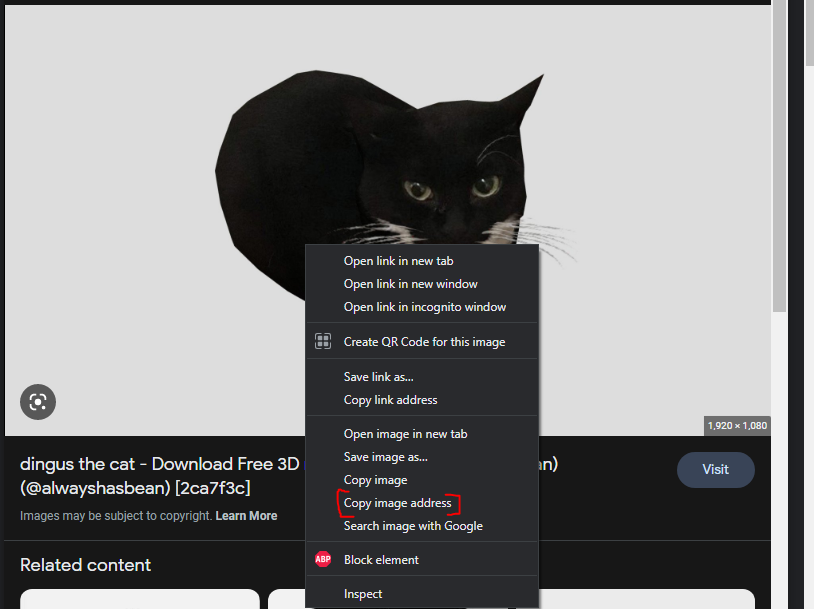 Open link in new tab
Open link in new window
Open link in incognito window
Create QR Code for this image
Save link as...
Copy link address
Open image in new tab
Save image as...
Copy image
Copy image address
Search image with Google
ABP Block element
Inspect
1,920 × 1,080
dingus the cat - Download Free 3D
(@alwayshasbean) [2ca7f3c]
Visit
Images may be subject to copyright. Learn More
Related content